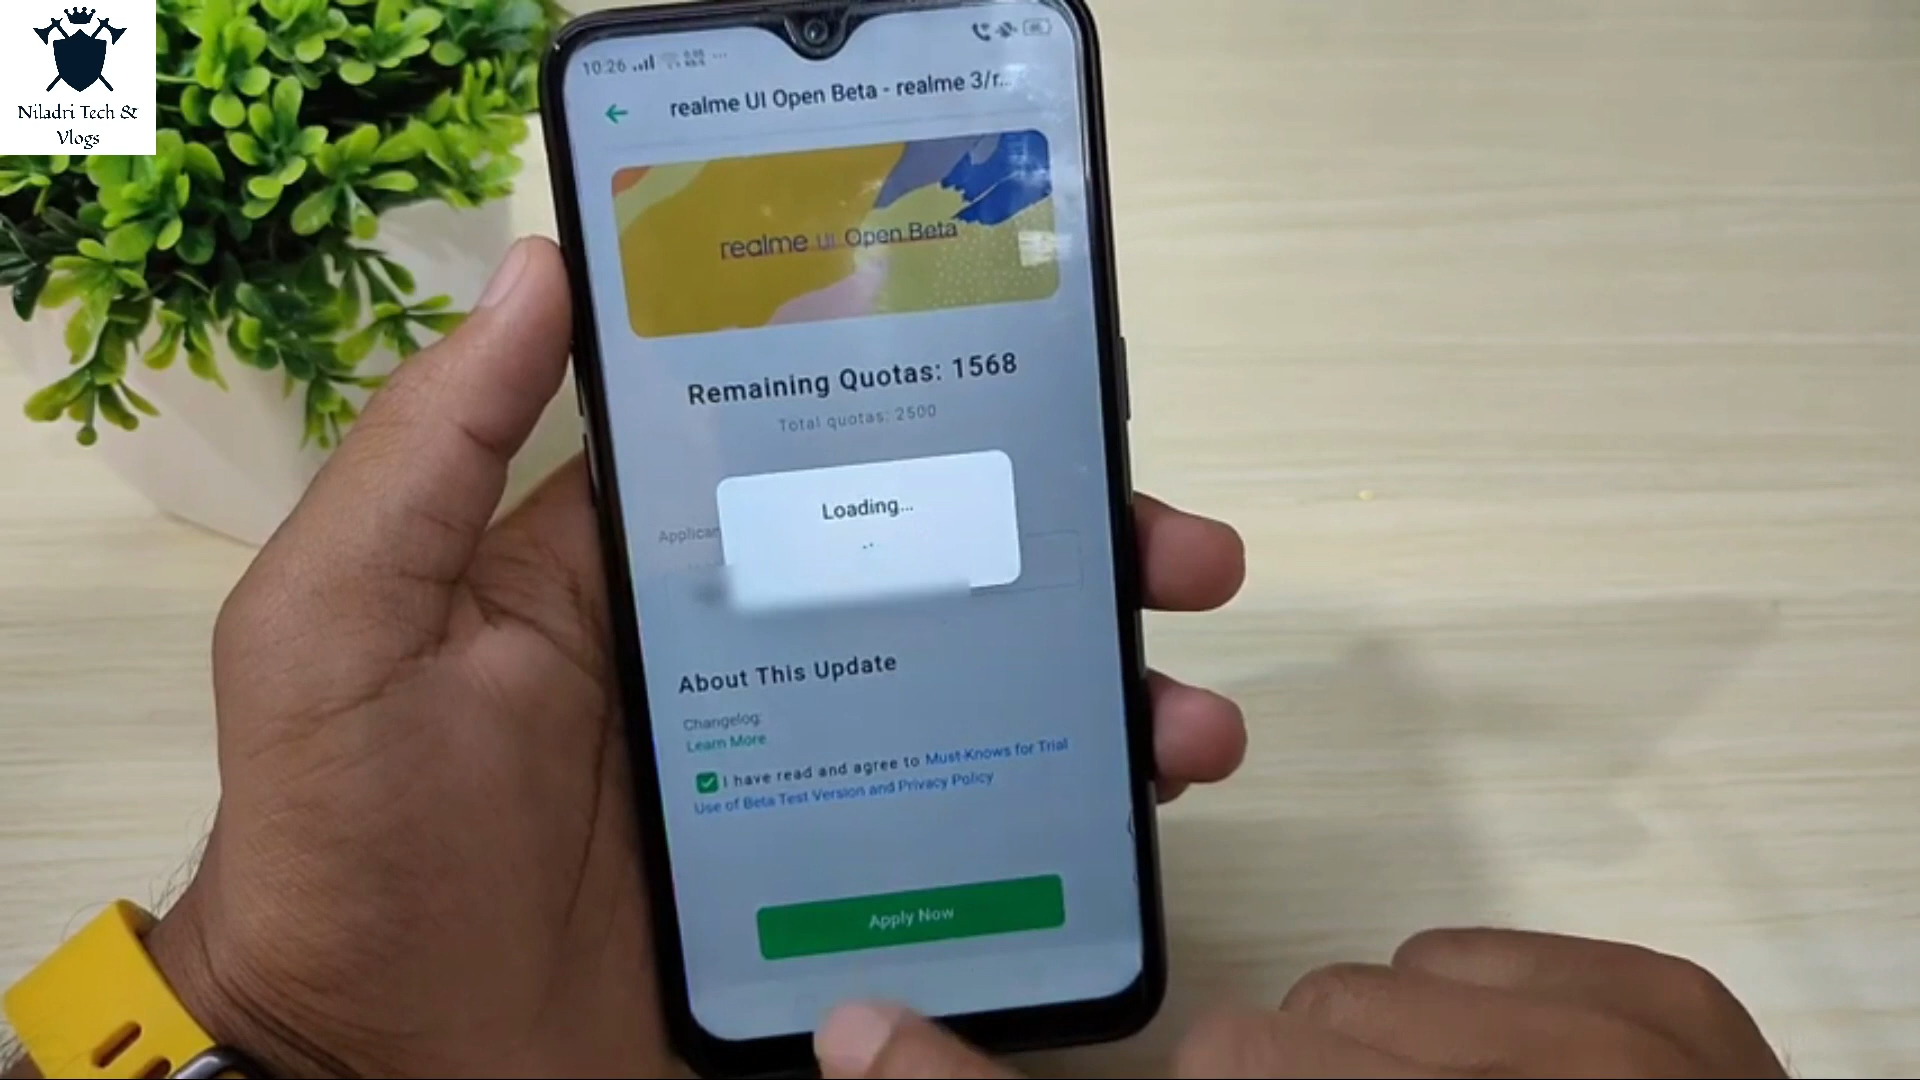 Niladri Tech &
Vlogs
10:26
realme UI Open Beta - realme 3/r...
realme UI Open Beta
Remaining Quotas: 1568
Total quotas: 2500
Loading...
Applican
About This Update
Changelog:
Learn More
I have read and agree to Must-Knows for Trial
Use of Beta Test Version and Privacy Policy
Apply Now